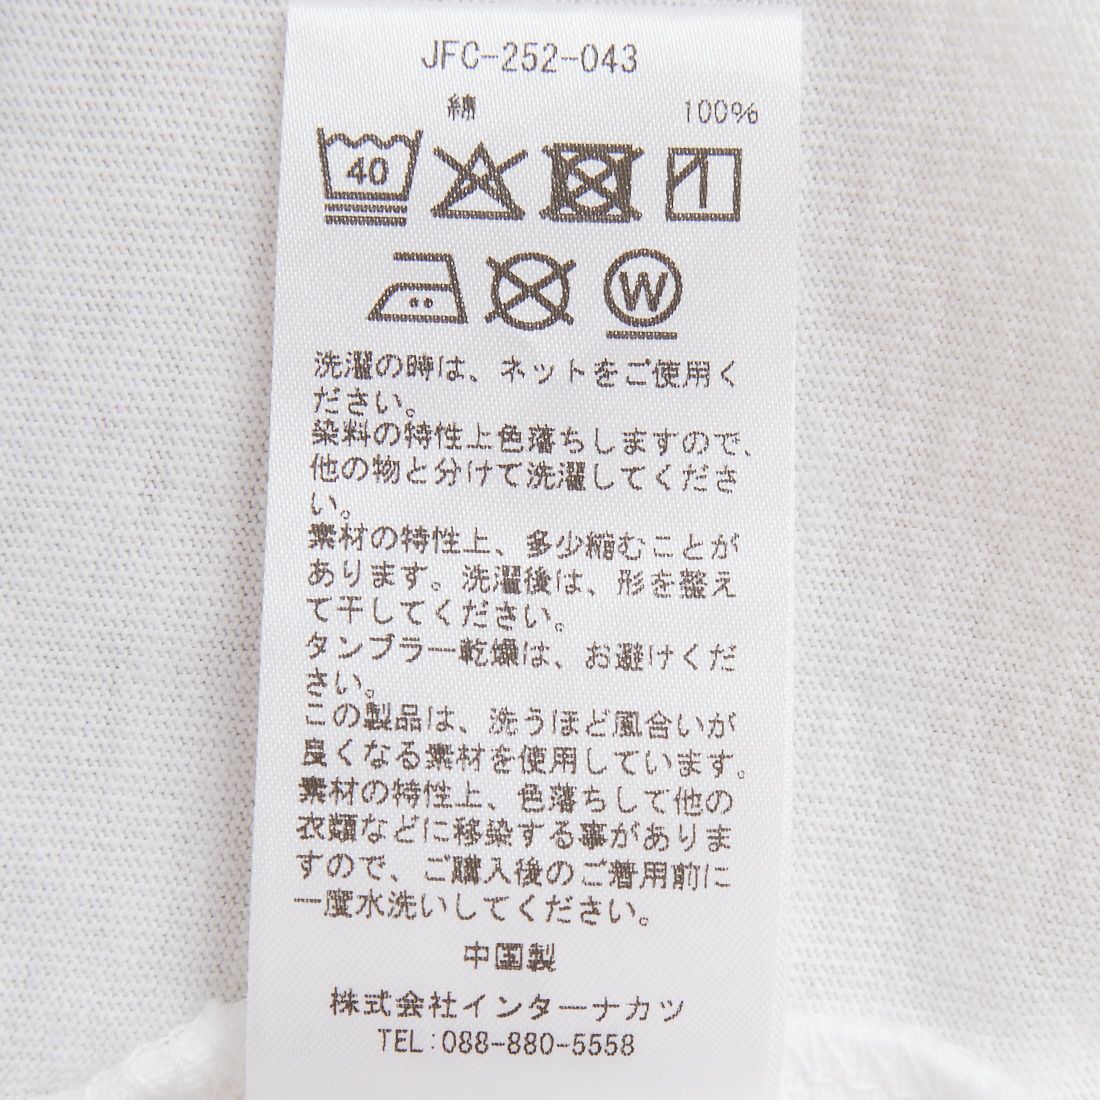 JFC-252-043
綿 100%
40
W
洗濯の時は、ネットをご使用く
ださい。
染料の特性上色落ちしますので、
他の物と分けて洗濯してくださ
い。
素材の特性上、多少縮むことが
あります。洗濯後は、形を整え
て干してください。
タンブラー乾燥は、お避けくだ
さい。
この製品は、洗うほど風合いが
良くなる素材を使用しています。
素材の特性上、色落ちして他の
衣類などに移染する事がありま
すので、ご購入後のご着用前に
一度水洗いしてください。
中国製
株式会社インターナカツ
TEL:088-880-5558